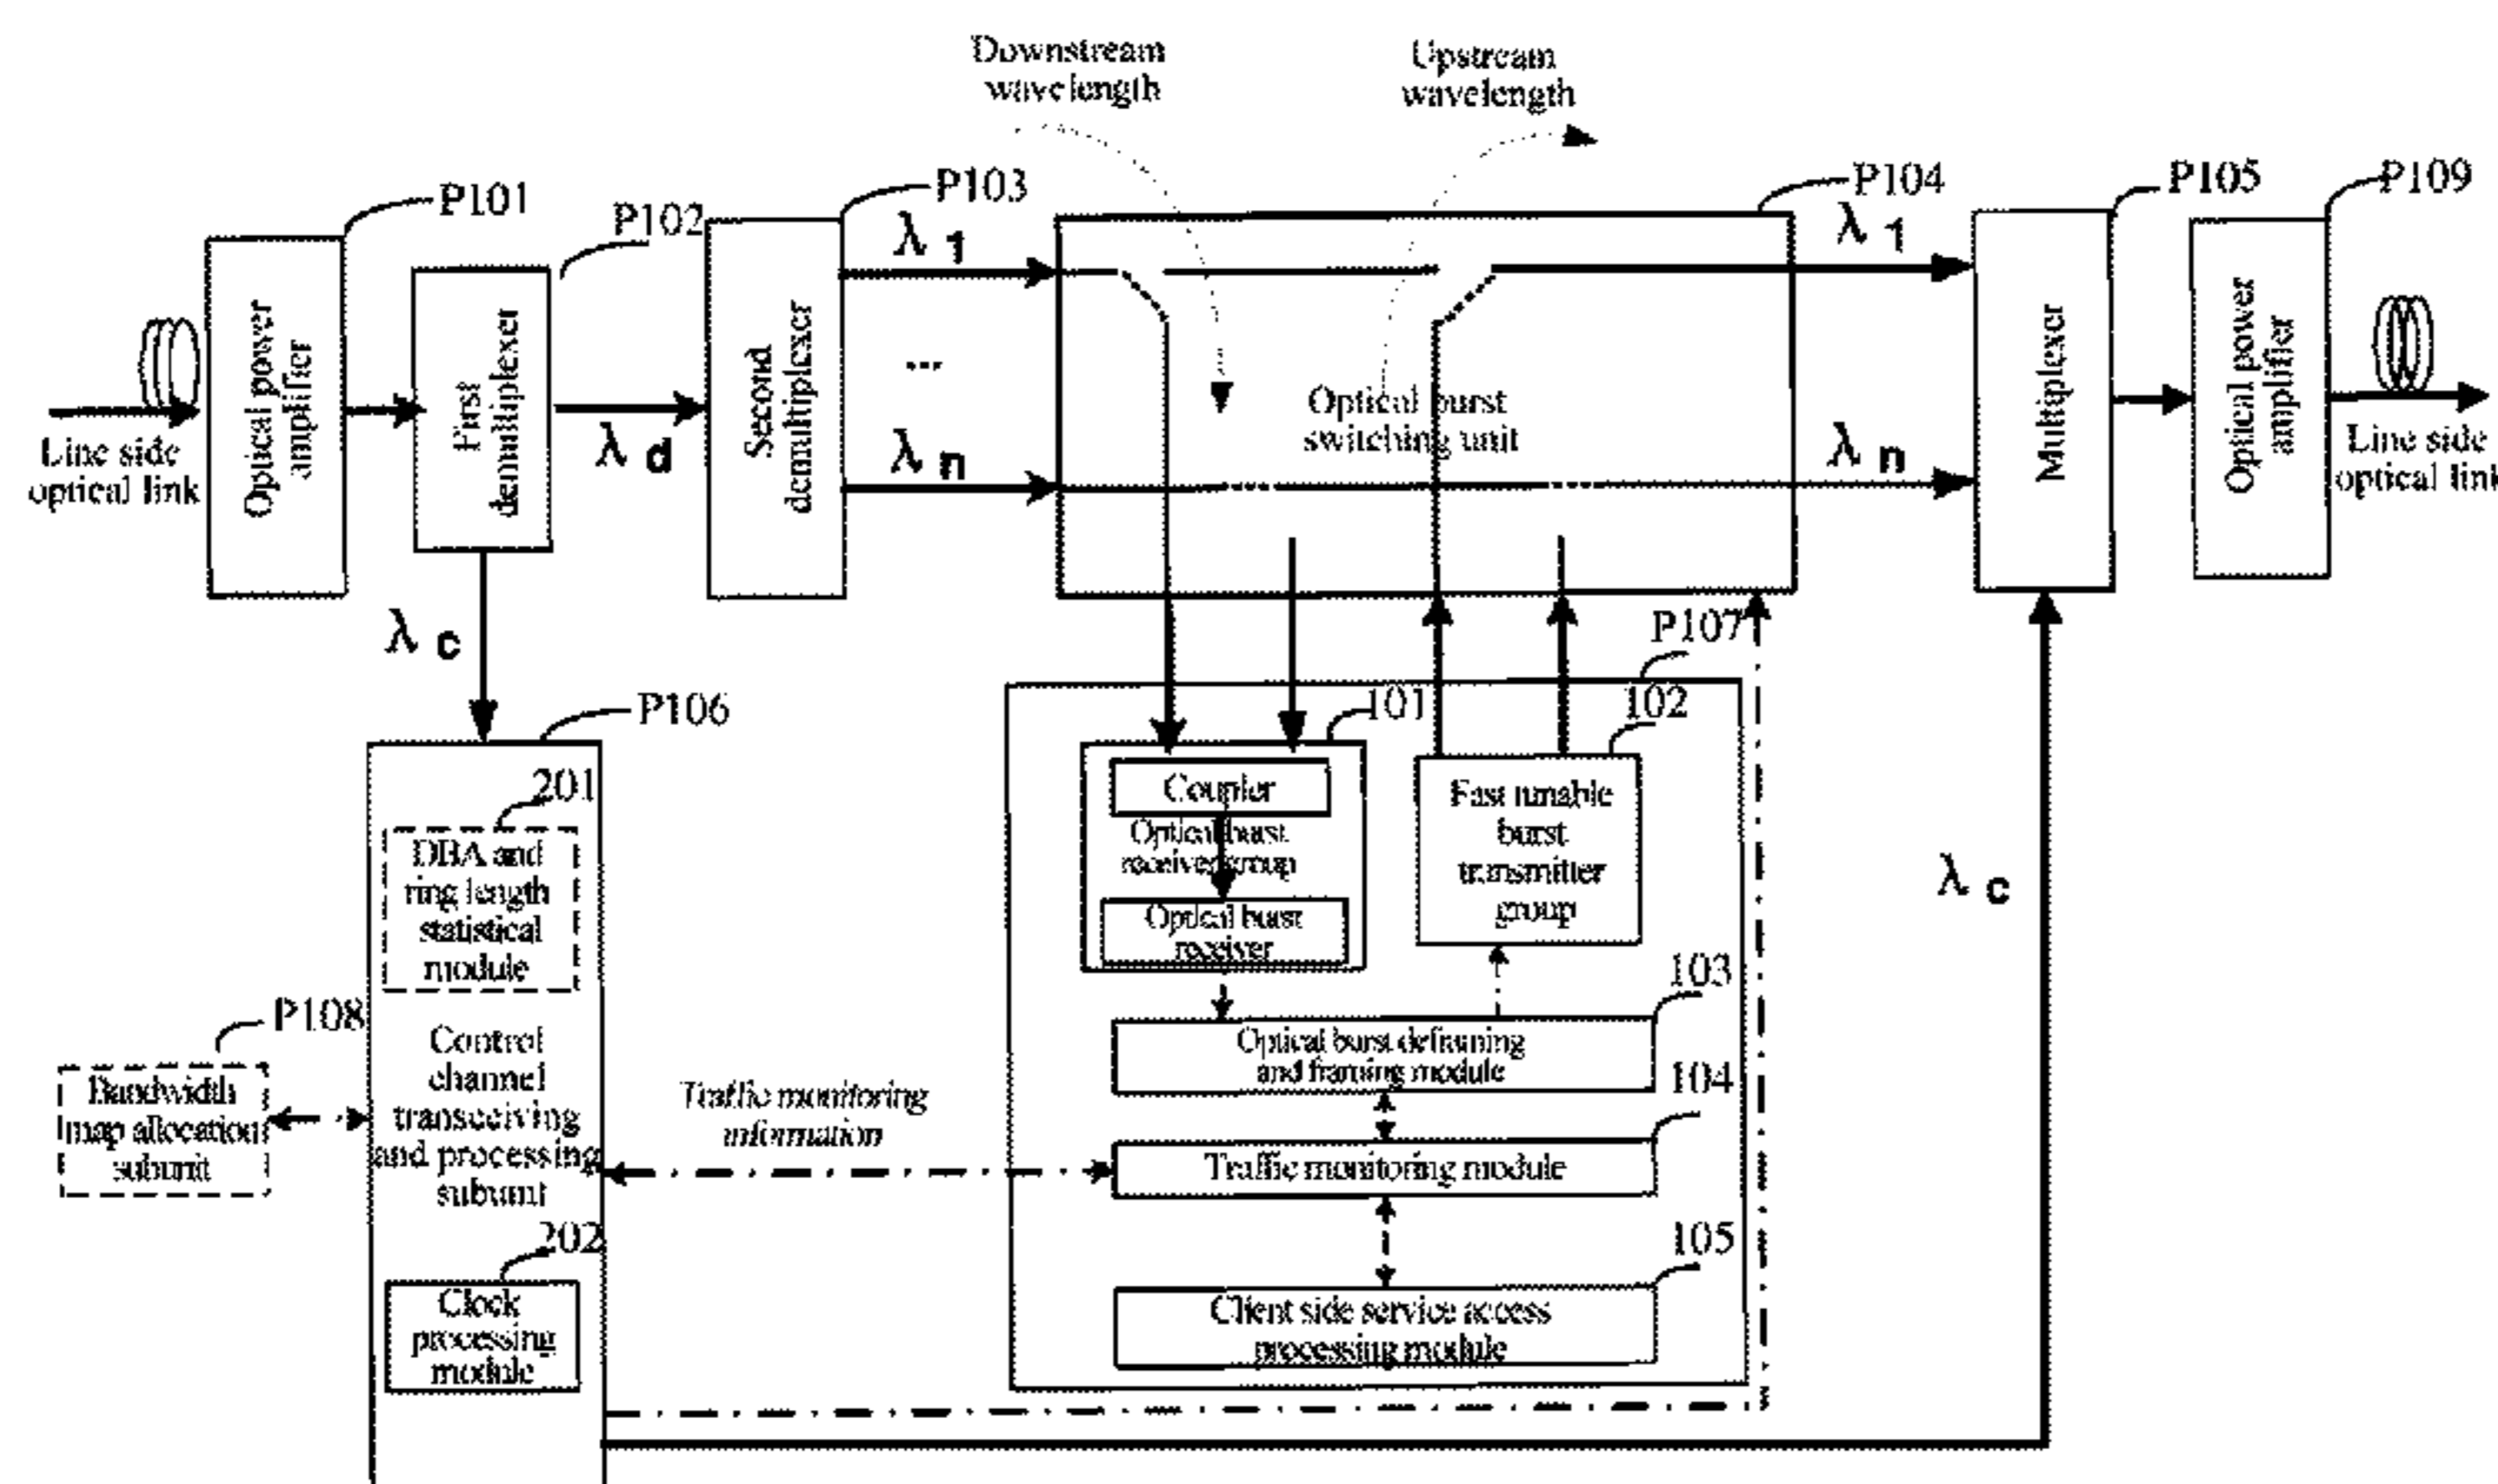 Downstream
wavelength
Upstream
wavelength
P101
P102
P103
P104
P105
P109
λ 1
λ 1
Line side
optical link
Optical power
amplifier
First
demultiplexer
λ d
Second
demultiplexer
...
λ n
Optical burst
switching unit
λ n
Multiplexer
Optical power
amplifier
Line side
optical link
λ c
P106
P107
101
102
201
DBA and
ring length
statistical
module
Coupler
Optical burst
receiver group
Optical burst
receiver
Fast tunable
burst
transmitter
group
λ c
P108
Bandwidth
map allocation
subunit
Control
channel
transceiving
and processing
subunit
Traffic monitoring
information
103
Optical burst deframing
and framing module
104
Traffic monitoring module
202
Clock
processing
module
105
Client side service access
processing module